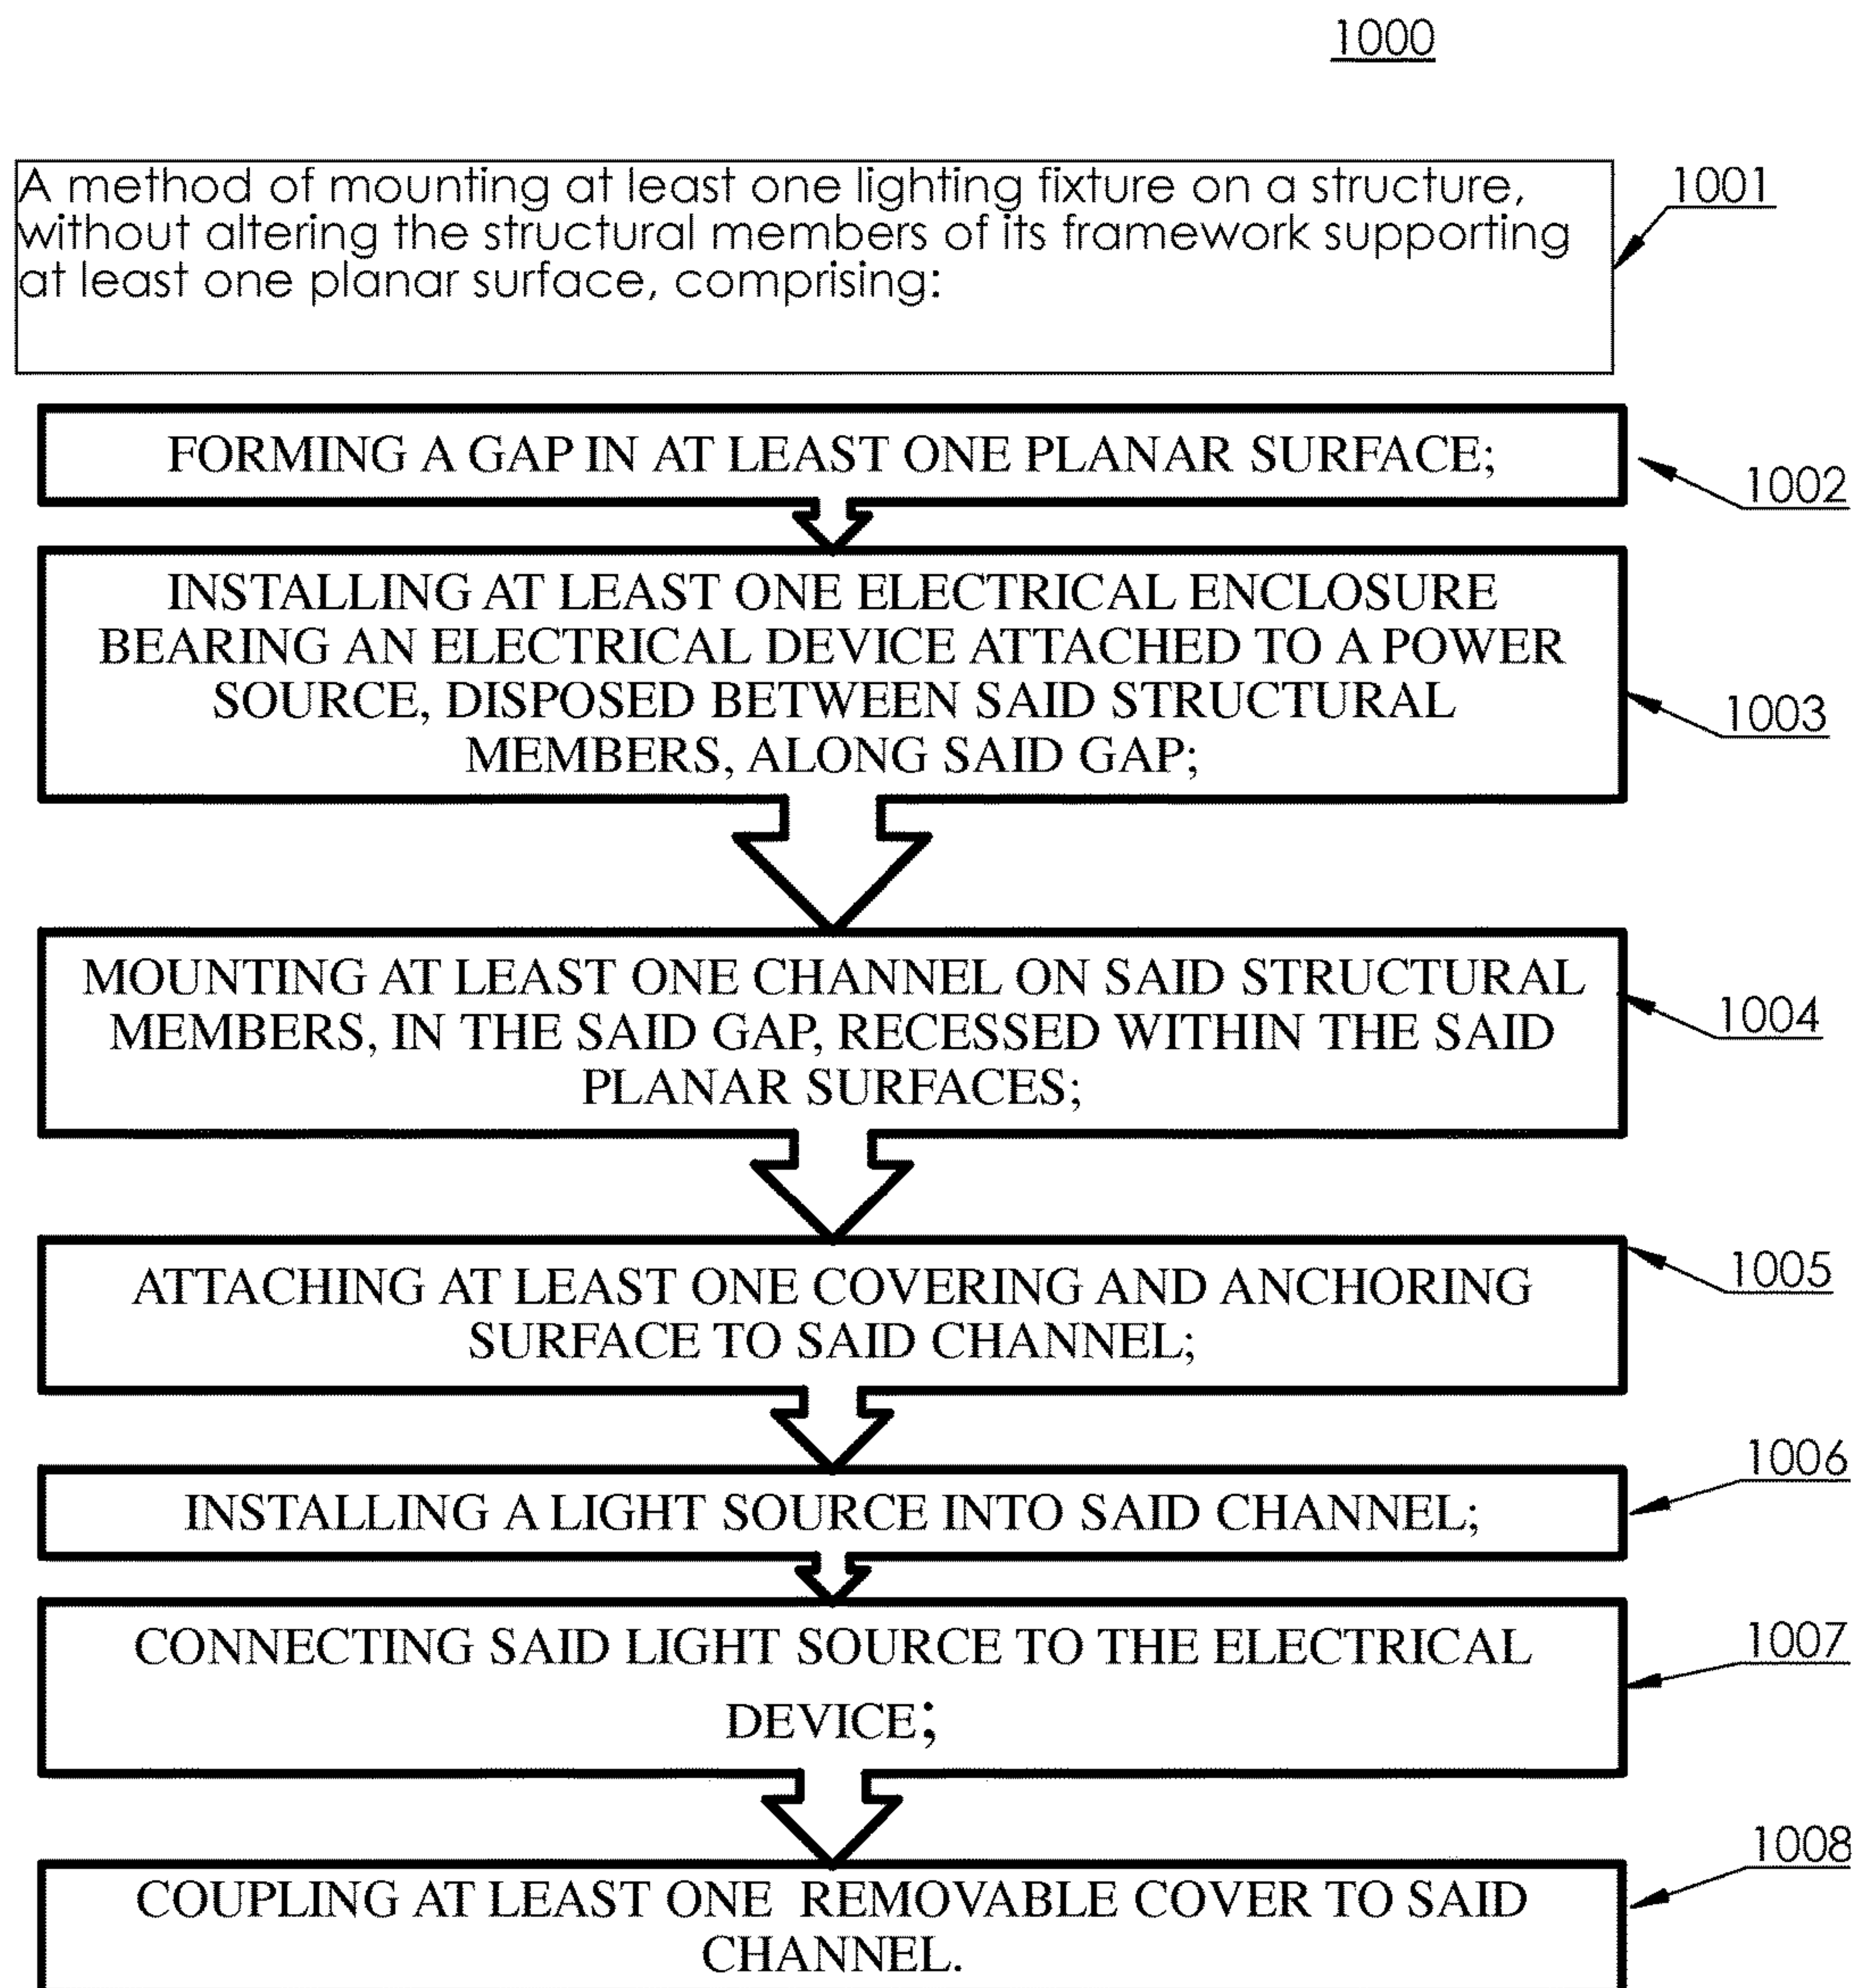 1000
A method of mounting at least one lighting fixture on a structure,
without altering the structural members of its framework supporting
at least one planar surface, comprising:
1001
FORMING A GAP IN AT LEAST ONE PLANAR SURFACE;
1002
INSTALLING AT LEAST ONE ELECTRICAL ENCLOSURE
BEARING AN ELECTRICAL DEVICE ATTACHED TO A POWER
SOURCE, DISPOSED BETWEEN SAID STRUCTURAL
MEMBERS, ALONG SAID GAP;
1003
MOUNTING AT LEAST ONE CHANNEL ON SAID STRUCTURAL
MEMBERS, IN THE SAID GAP, RECESSED WITHIN THE SAID
PLANAR SURFACES;
1004
ATTACHING AT LEAST ONE COVERING AND ANCHORING
SURFACE TO SAID CHANNEL;
1005
INSTALLING A LIGHT SOURCE INTO SAID CHANNEL;
1006
CONNECTING SAID LIGHT SOURCE TO THE ELECTRICAL
DEVICE;
1007
COUPLING AT LEAST ONE REMOVABLE COVER TO SAID
CHANNEL.
1008